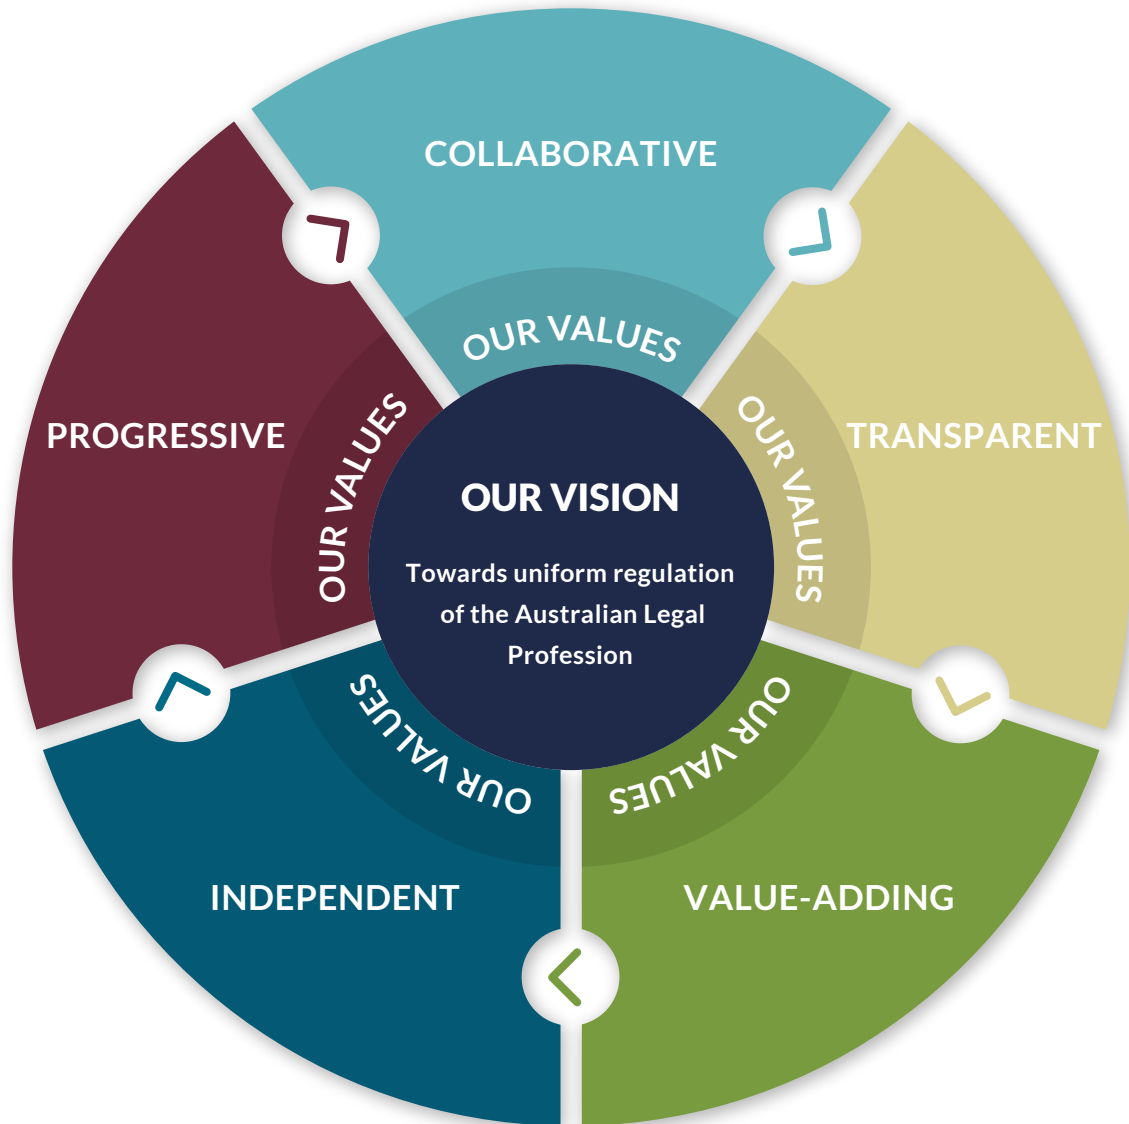 COLLABORATIVE
OUR VALUES
TRANSPARENT
OUR VALUES
VALUE-ADDING
OUR VALUES
INDEPENDENT
OUR VALUES
PROGRESSIVE
OUR VALUES
OUR VISION
Towards uniform regulation
of the Australian Legal
Profession